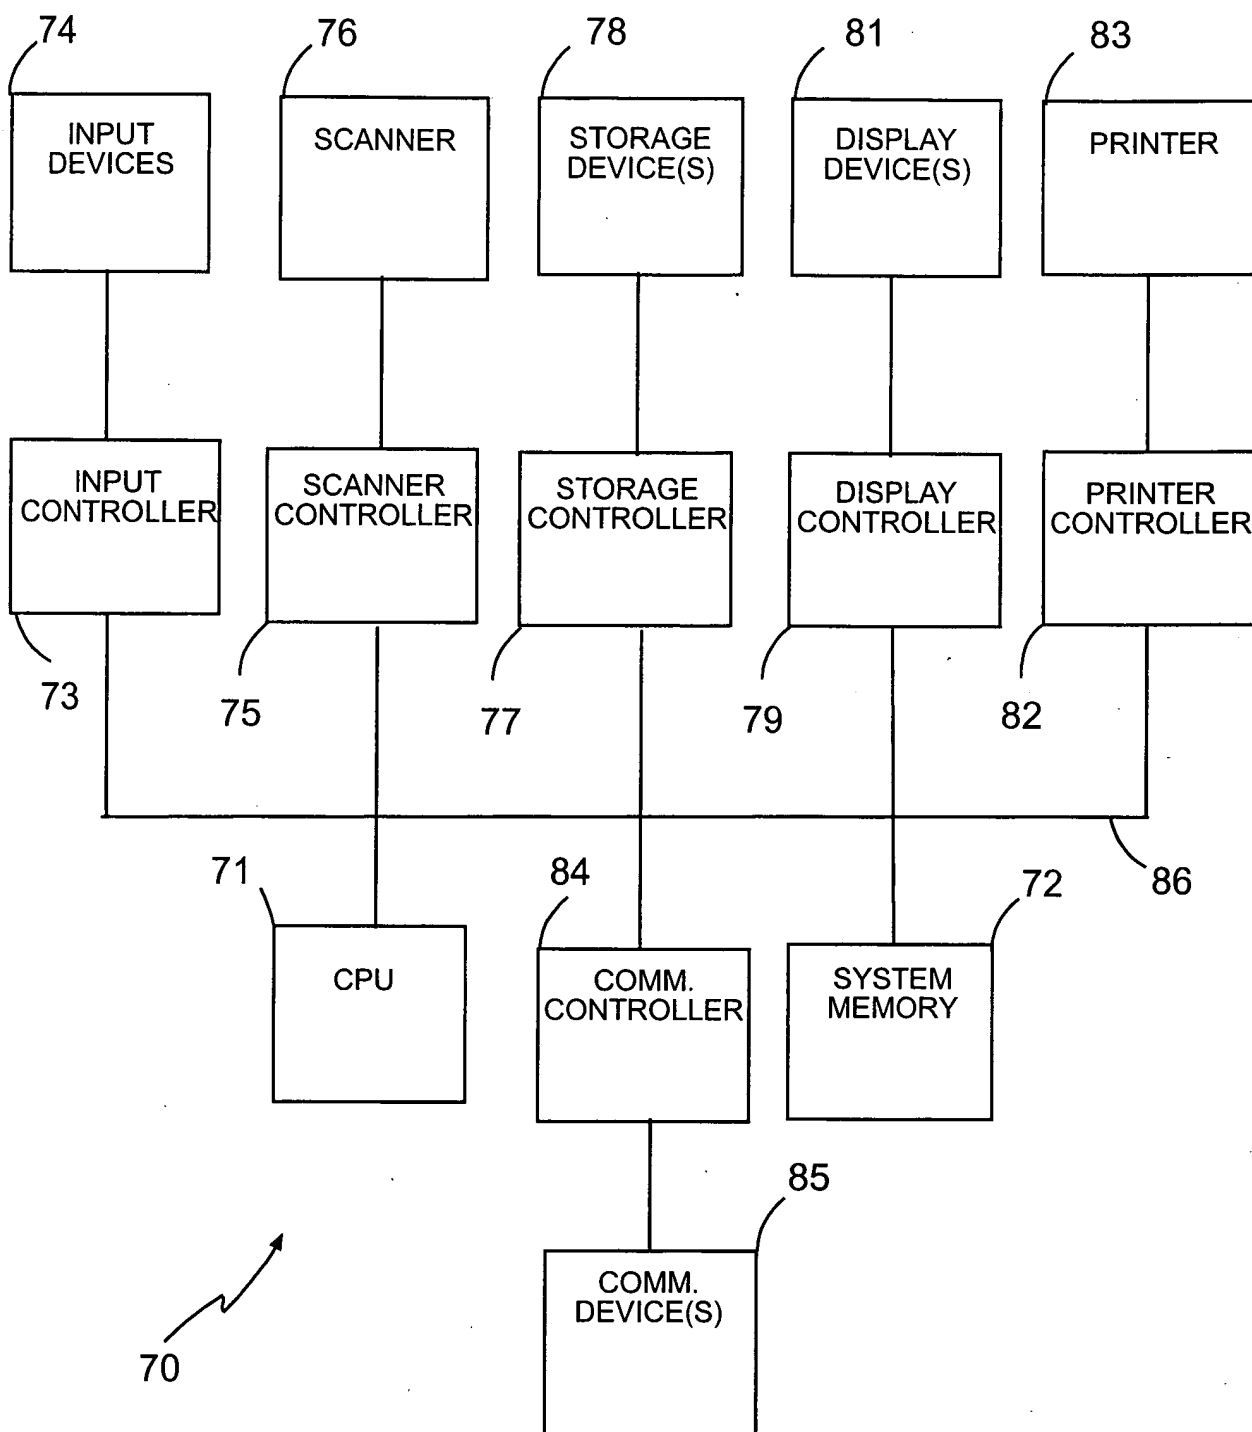 74
76
78
81
83
INPUT
DEVICES
SCANNER
STORAGE
DEVICE(S)
DISPLAY
DEVICE(S)
PRINTER
INPUT
CONTROLLER
SCANNER
CONTROLLER
STORAGE
CONTROLLER
DISPLAY
CONTROLLER
PRINTER
CONTROLLER
73
75
77
79
82
71
84
72
86
CPU
COMM.
CONTROLLER
SYSTEM
MEMORY
85
COMM.
DEVICE(S)
70